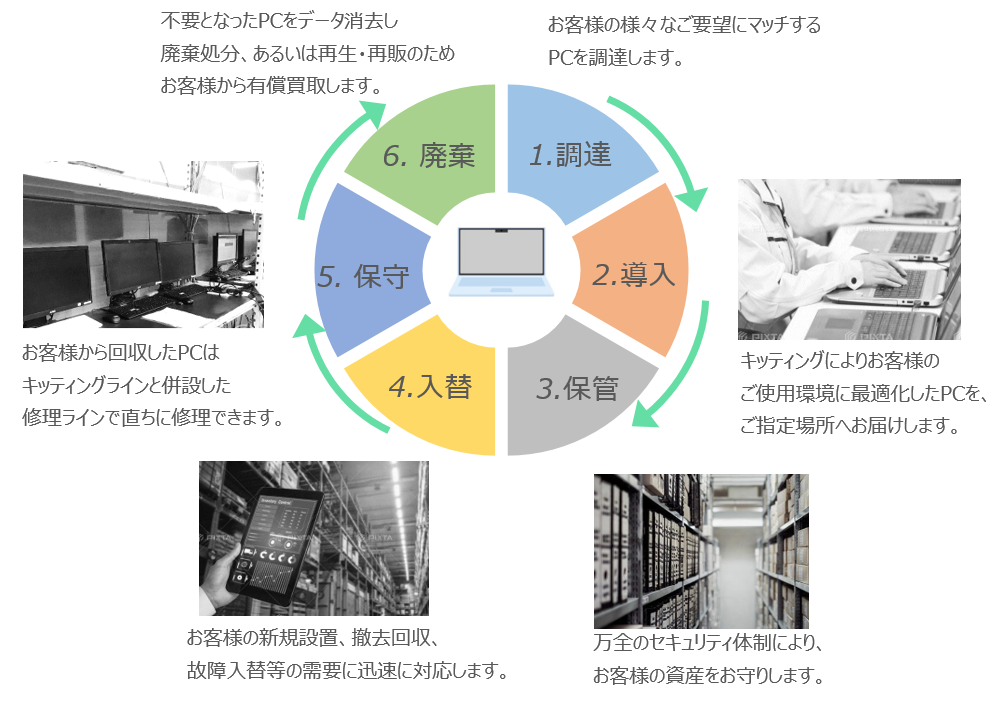 不要となったPCをデータ消去し
廃棄処分、あるいは再生・再販のため
お客様から有償買取します。
お客様の様々なご要望にマッチする
PCを調達します。
6. 廃棄
1.調達
5. 保守
2.導入
4.入替
3.保管
お客様から回収したPCは
キッティングラインと併設した
修理ラインで直ちに修理できます。
PIXTA
キッティングによりお客様の
ご使用環境に最適化したPCを、
ご指定場所へお届けします。
Inventory Control
PIXTA
PIXTA
お客様の新規設置、撤去回収、
故障入替等の需要に迅速に対応します。
万全のセキュリティ体制により、
お客様の資産をお守りします。